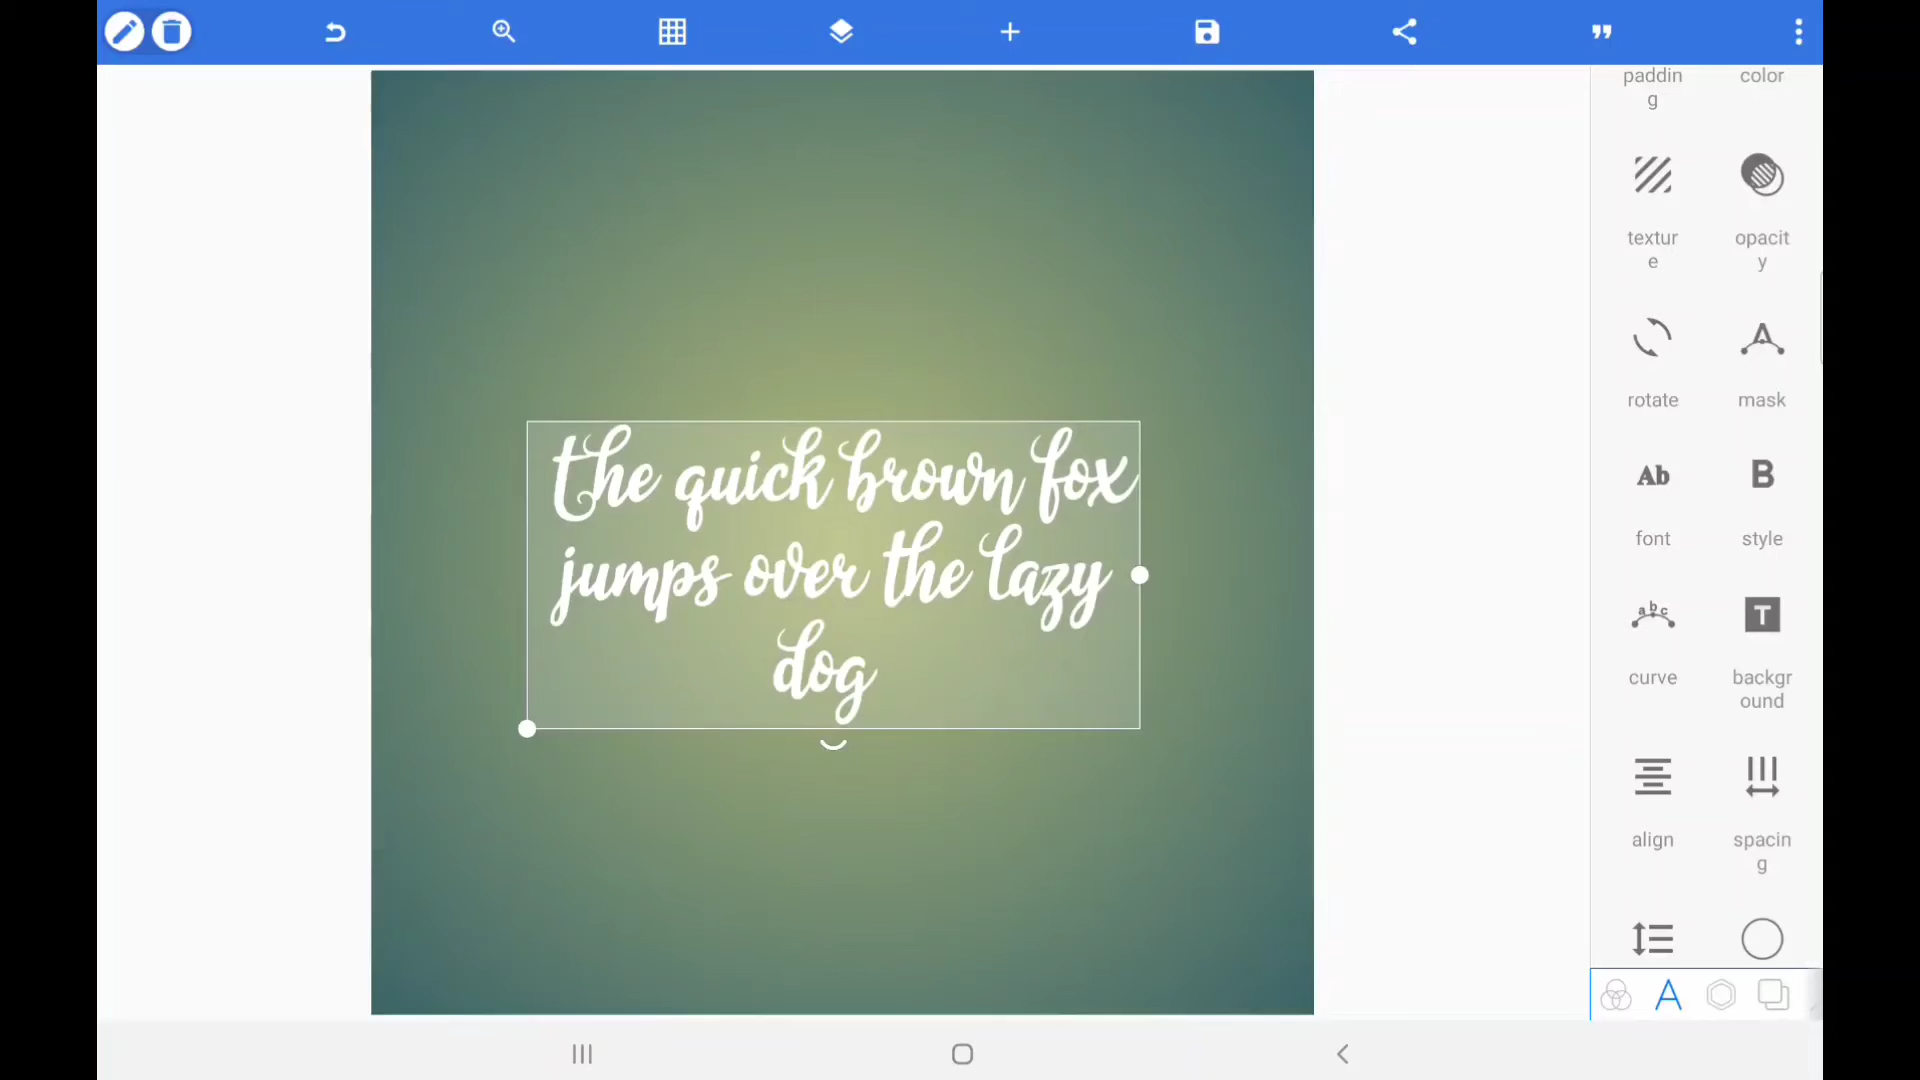 the quick brown fox
jumps over the lazy
dog
paddin
g
color
textur
e
opacit
y
rotate
mask
Ab
font
B
style
abc
curve
T
backgr
ound
align
spacin
g
A